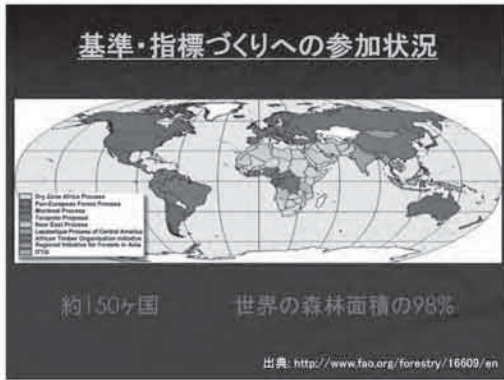 基準・指標づくりへの参加状況
Dry Zone Africa Process
Pan-European Forest Process
Montreal Process
Tarapoto Proposal
Near East Process
Lepaterique Process of Central America
African Timber Organization Initiative
Regional Initiative for Forests in Asia
ITTO
約150ヶ国 世界の森林面積の98%
出典: http://www.fao.org/forestry/16609/en